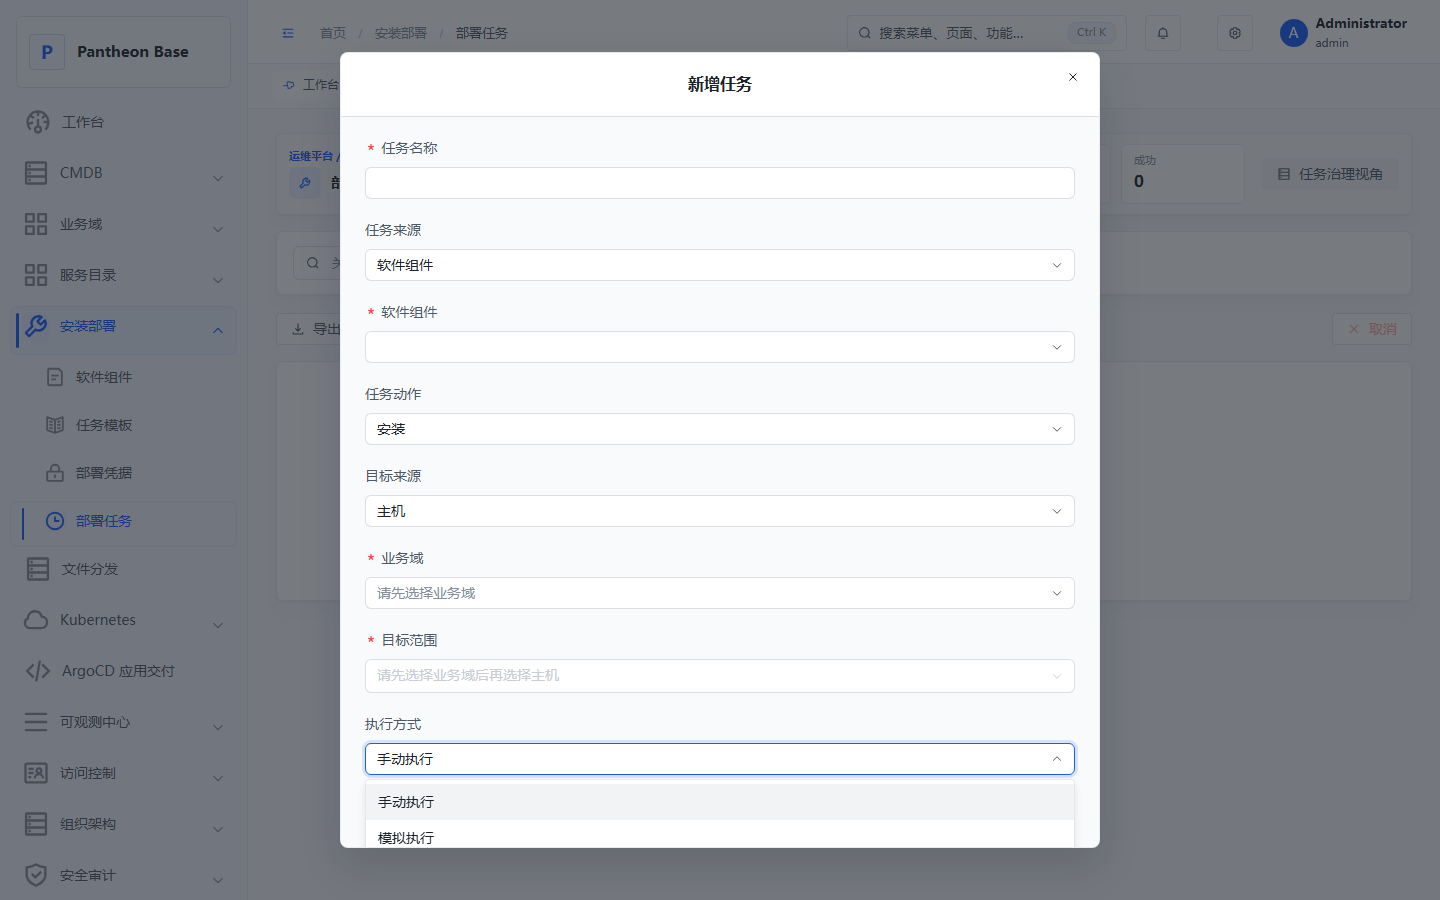 P
Pantheon Base
工作台
CMDB
业务域
服务目录
安装部署
软件组件
任务模板
部署凭据
部署任务
文件分发
Kubernetes
ArgoCD 应用交付
可观测中心
访问控制
组织架构
安全审计
首页 / 安装部署 / 部署任务
搜索菜单、页面、功能...
Ctrl K
A
Administrator
admin
工作台
运维平台 /
成功
0
任务治理视角
导出
取消
新增任务
* 任务名称
任务来源
软件组件
* 软件组件
任务动作
安装
目标来源
主机
* 业务域
请先选择业务域
* 目标范围
请先选择业务域后再选择主机
执行方式
手动执行
手动执行
模拟执行